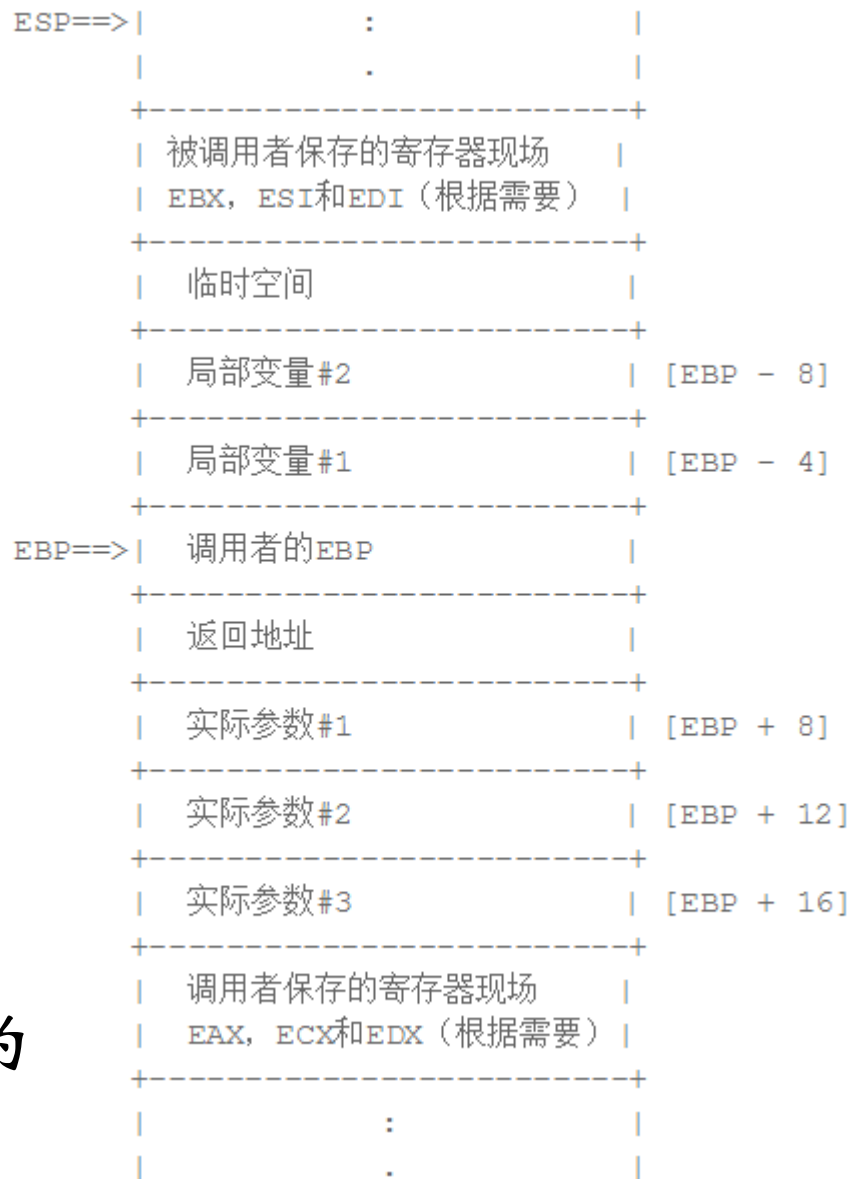 ESP==>|                :                    |
|                .                    |
+-------------------------+
| 被调用者保存的寄存器现场 |
| EBX, ESI和EDI（根据需要） |
+-------------------------+
| 临时空间 |
+-------------------------+
| 局部变量#2 | [EBP - 8]
+-------------------------+
| 局部变量#1 | [EBP - 4]
+-------------------------+
EBP==>| 调用者的EBP |
+-------------------------+
| 返回地址 |
+-------------------------+
| 实际参数#1 | [EBP + 8]
+-------------------------+
| 实际参数#2 | [EBP + 12]
+-------------------------+
| 实际参数#3 | [EBP + 16]
+-------------------------+
| 调用者保存的寄存器现场 |
为
| EAX, ECX和EDX（根据需要） |
+-------------------------+
| : |
| . |